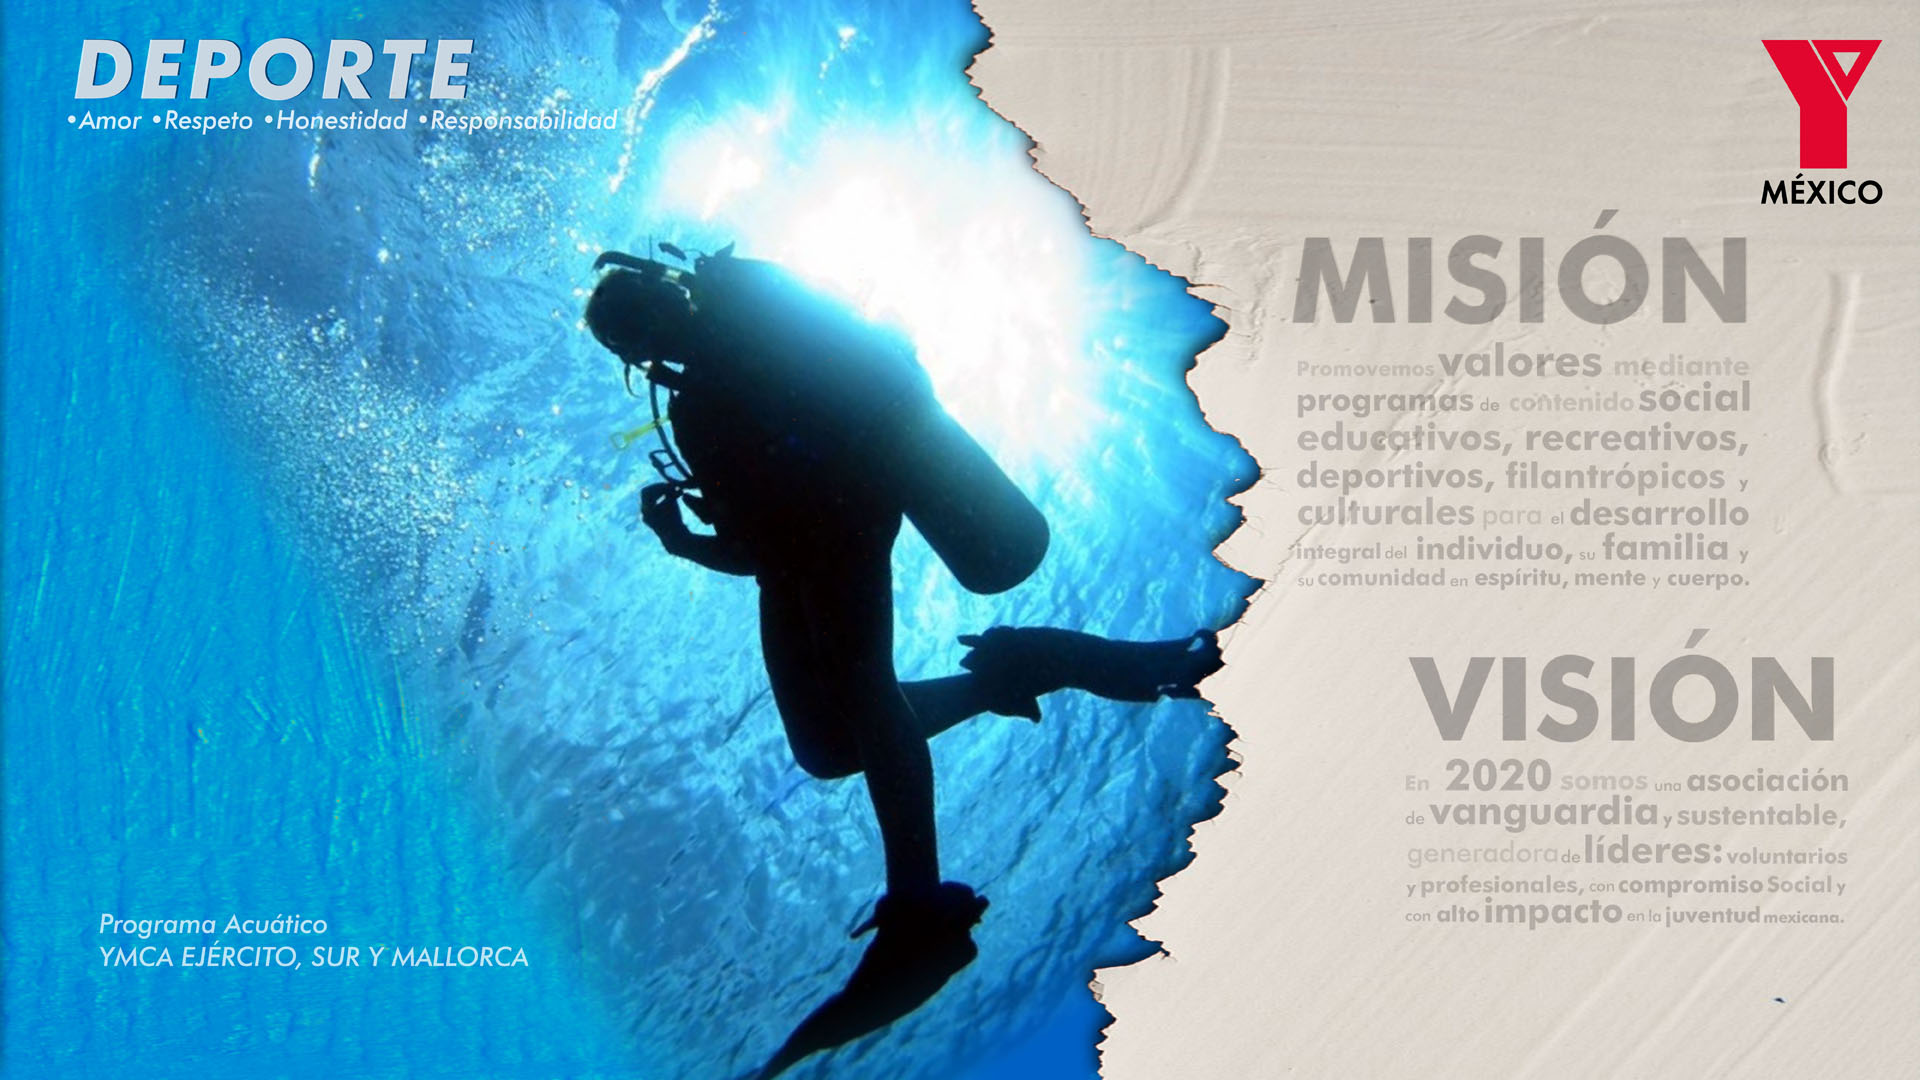 DEPORTE
•Amor •Respeto •Honestidad •Responsabilidad
MÉXICO
MISIÓN
Promovemos valores mediante
programas de contenido social
educativos, recreativos,
deportivos, filantrópicos y
culturales para el desarrollo
integral del individuo, su familia y
su comunidad en espíritu, mente y cuerpo.
VISIÓN
En 2020 somos una asociación
de vanguardia y sustentable,
generadora de líderes: voluntarios
y profesionales, con compromiso Social y
con alto impacto en la juventud mexicana.
Programa Acuático
YMCA EJÉRCITO, SUR Y MALLORCA